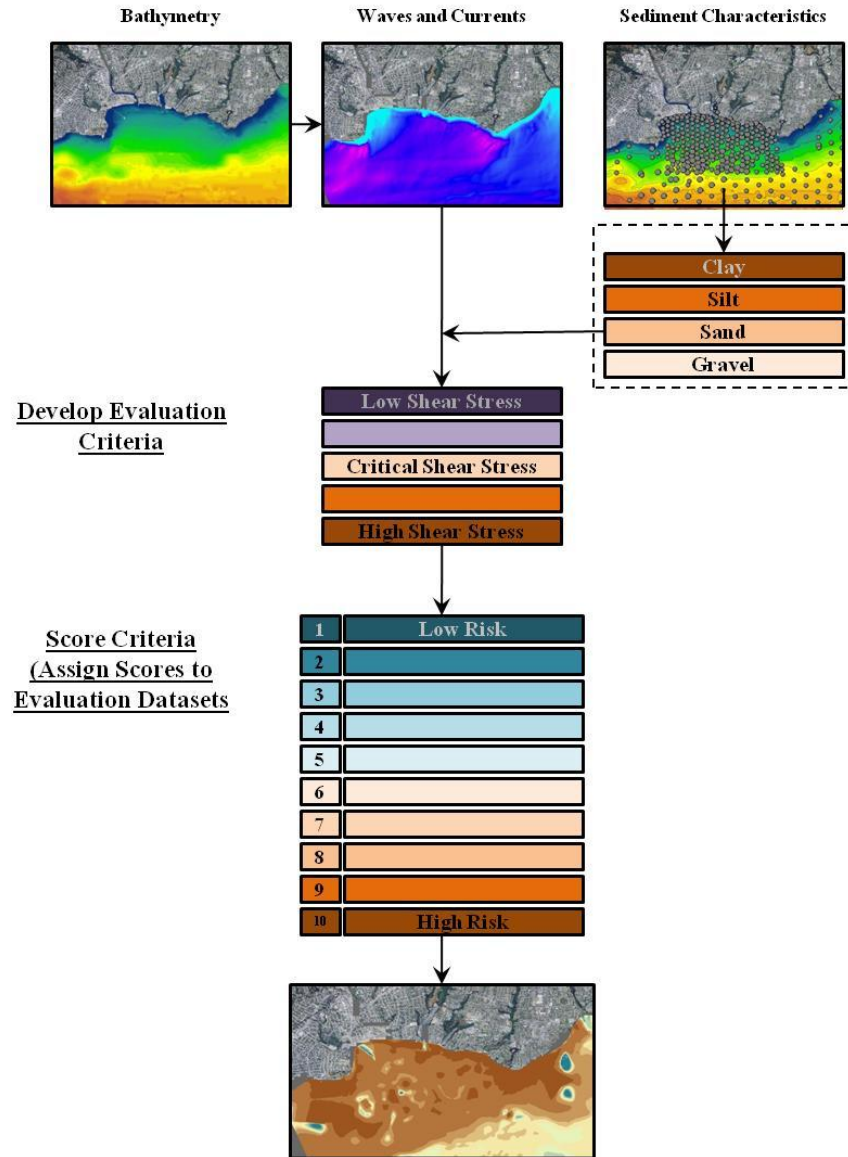 Bathymetry
Waves and Currents
Sediment Characteristics
Clay
Silt
Sand
Gravel
Develop Evaluation
Criteria
Low Shear Stress
Critical Shear Stress
High Shear Stress
Score Criteria
(Assign Scores to
Evaluation Datasets
1 Low Risk
2
3
4
5
6
7
8
9
10 High Risk